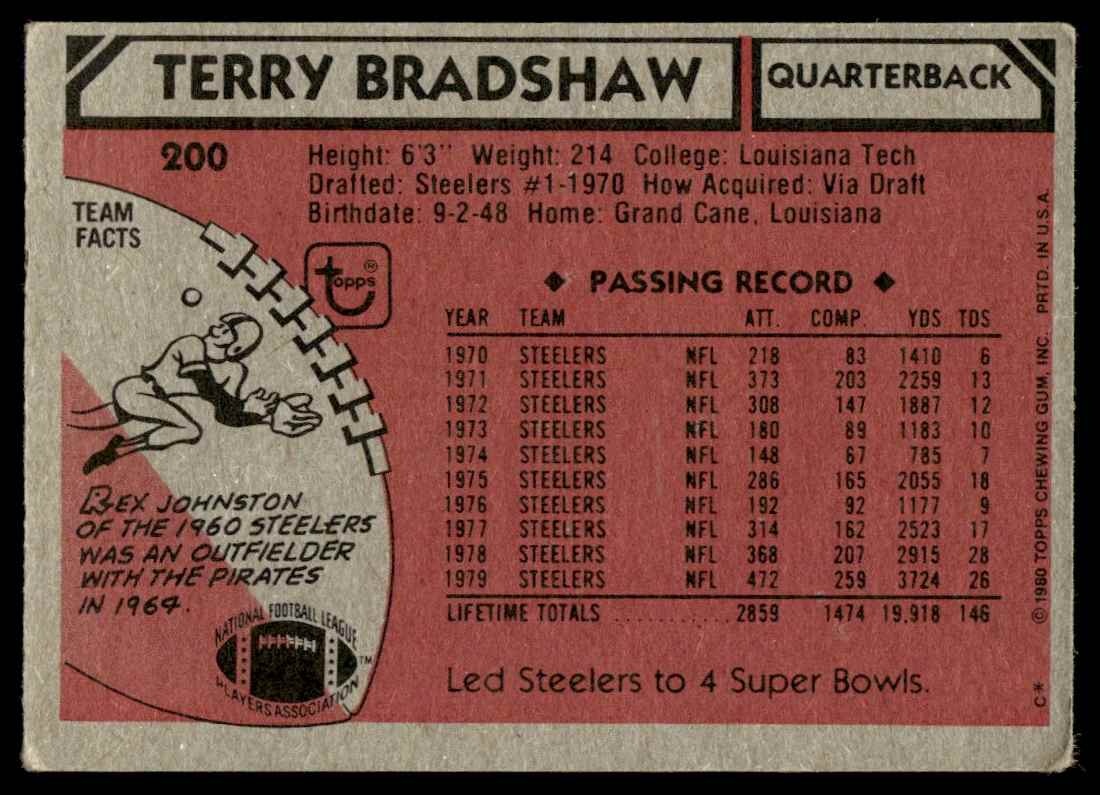 TERRY BRADSHAW QUARTERBACK
200
Height: 6'3" Weight: 214 College: Louisiana Tech
Drafted: Steelers #1-1970 How Acquired: Via Draft
Birthdate: 9-2-48 Home: Grand Cane, Louisiana
TEAM
FACTS
topps®
◆ PASSING RECORD ◆
YEAR TEAM ATT. COMP. YDS TDS
1970 STEELERS NFL 218 83 1410 6
1971 STEELERS NFL 373 203 2259 13
1972 STEELERS NFL 308 147 1887 12
1973 STEELERS NFL 180 89 1183 10
1974 STEELERS NFL 148 67 785 7
1975 STEELERS NFL 286 165 2055 18
1976 STEELERS NFL 192 92 1177 9
1977 STEELERS NFL 314 162 2523 17
1978 STEELERS NFL 368 207 2915 28
1979 STEELERS NFL 472 259 3724 26
LIFETIME TOTALS ............ 2859 1474 19,918 146
Led Steelers to 4 Super Bowls.
REX JOHNSTON
OF THE 1960 STEELERS
WAS AN OUTFIELDER
WITH THE PIRATES
IN 1964.
NATIONAL FOOTBALL LEAGUE
PLAYERS ASSOCIATION
TM
C* © 1980 TOPPS CHEWING GUM, INC. PRTD. IN U.S.A.